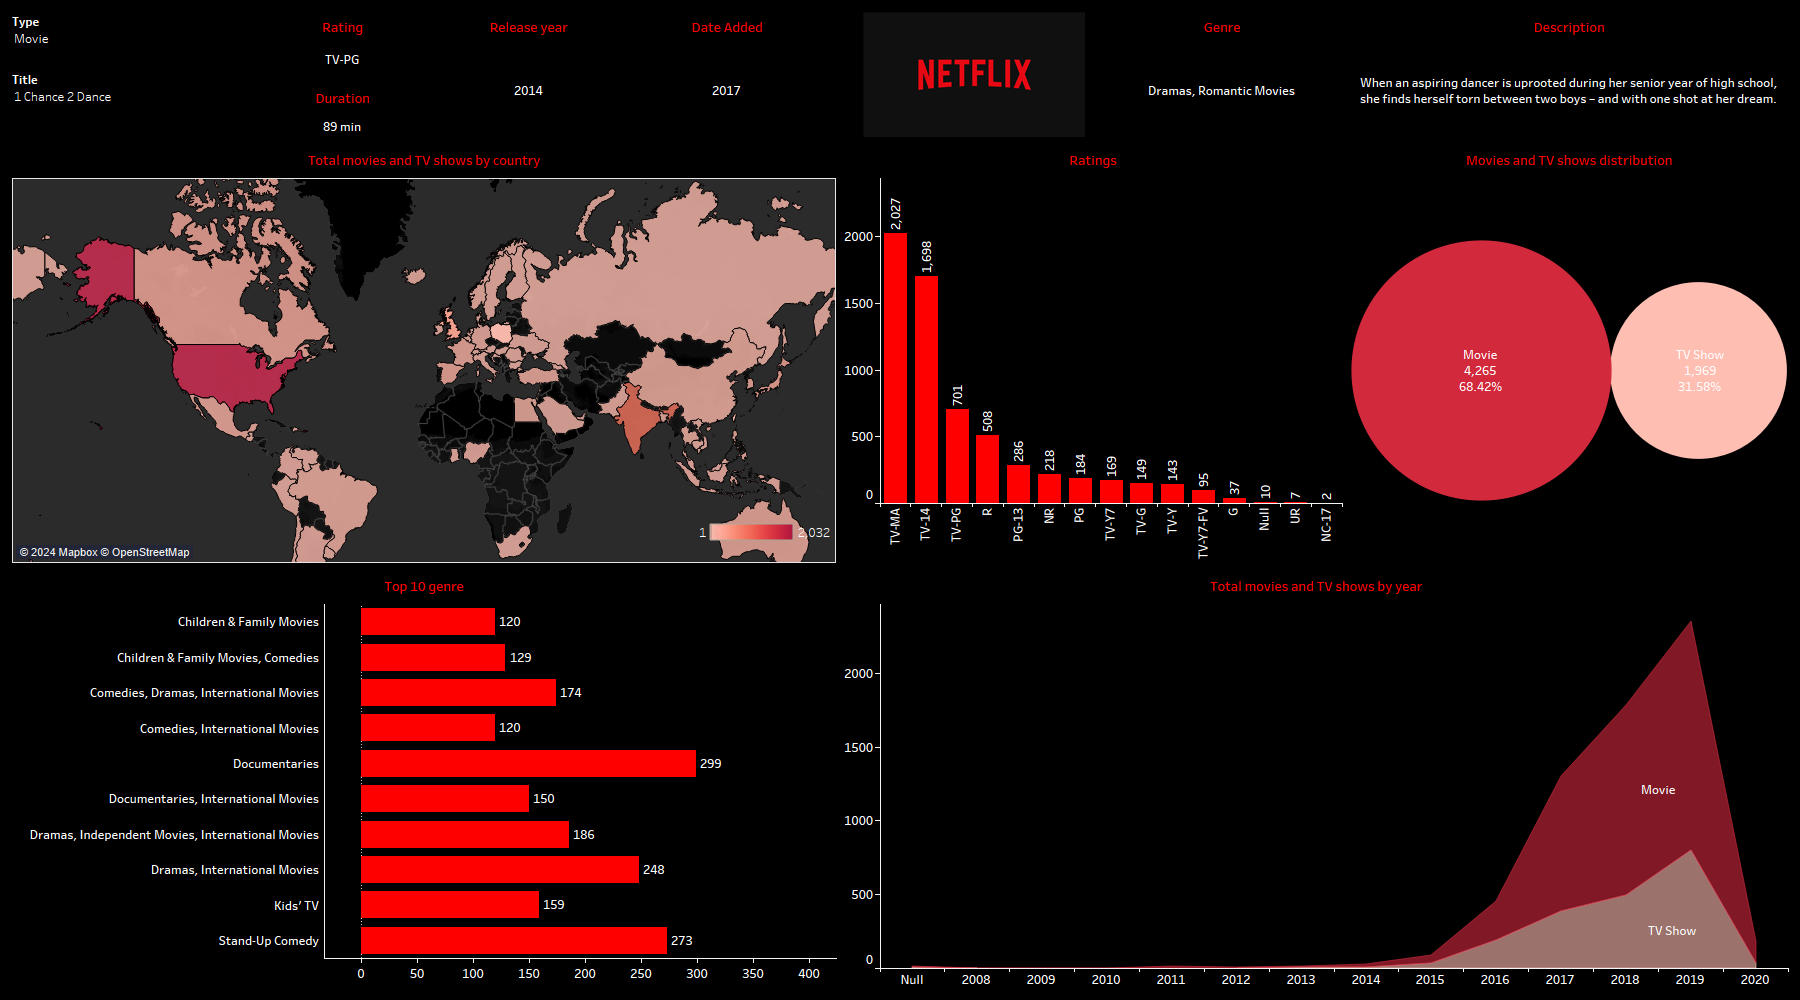 Type
Movie
Title
1 Chance 2 Dance
Rating
TV-PG
Duration
89 min
Release year
2014
Date Added
2017
NETFLIX
Genre
Dramas, Romantic Movies
Description
When an aspiring dancer is uprooted during her senior year of high school,
she finds herself torn between two boys – and with one shot at her dream.
Total movies and TV shows by country
1
2,032
© 2024 Mapbox © OpenStreetMap
Ratings
2000
1500
1000
500
0
2,027
1,698
701
508
286
218
184
169
149
143
95
37
10
7
2
TV-MA
TV-14
TV-PG
R
PG-13
NR
PG
TV-Y7
TV-G
TV-Y
TV-Y7-FV
G
Null
UR
NC-17
Movies and TV shows distribution
Movie
4,265
68.42%
TV Show
1,969
31.58%
Top 10 genre
Children & Family Movies
120
Children & Family Movies, Comedies
129
Comedies, Dramas, International Movies
174
Comedies, International Movies
120
Documentaries
299
Documentaries, International Movies
150
Dramas, Independent Movies, International Movies
186
Dramas, International Movies
248
Kids’ TV
159
Stand-Up Comedy
273
0 50 100 150 200 250 300 350 400
Total movies and TV shows by year
2000
1500
1000
500
0
Movie
TV Show
Null 2008 2009 2010 2011 2012 2013 2014 2015 2016 2017 2018 2019 2020